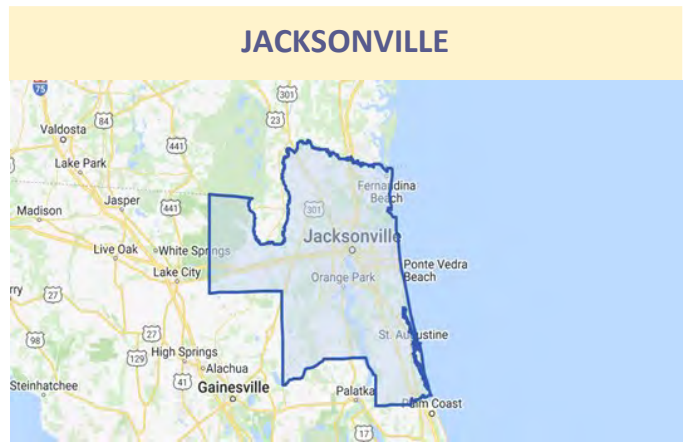 JACKSONVILLE
75
301
84
23
Valdosta
441
Lake Park
Fernandina
Beach
Jasper
441
Madison
301
Jacksonville
White Springs
Live Oak
Lake City
Orange Park
Ponte Vedra
Beach
ry
27
98
27
St. Augustine
High Springs
129
Alachua
Steinhatchee
41
Gainesville
Palatka
Palm Coast
17